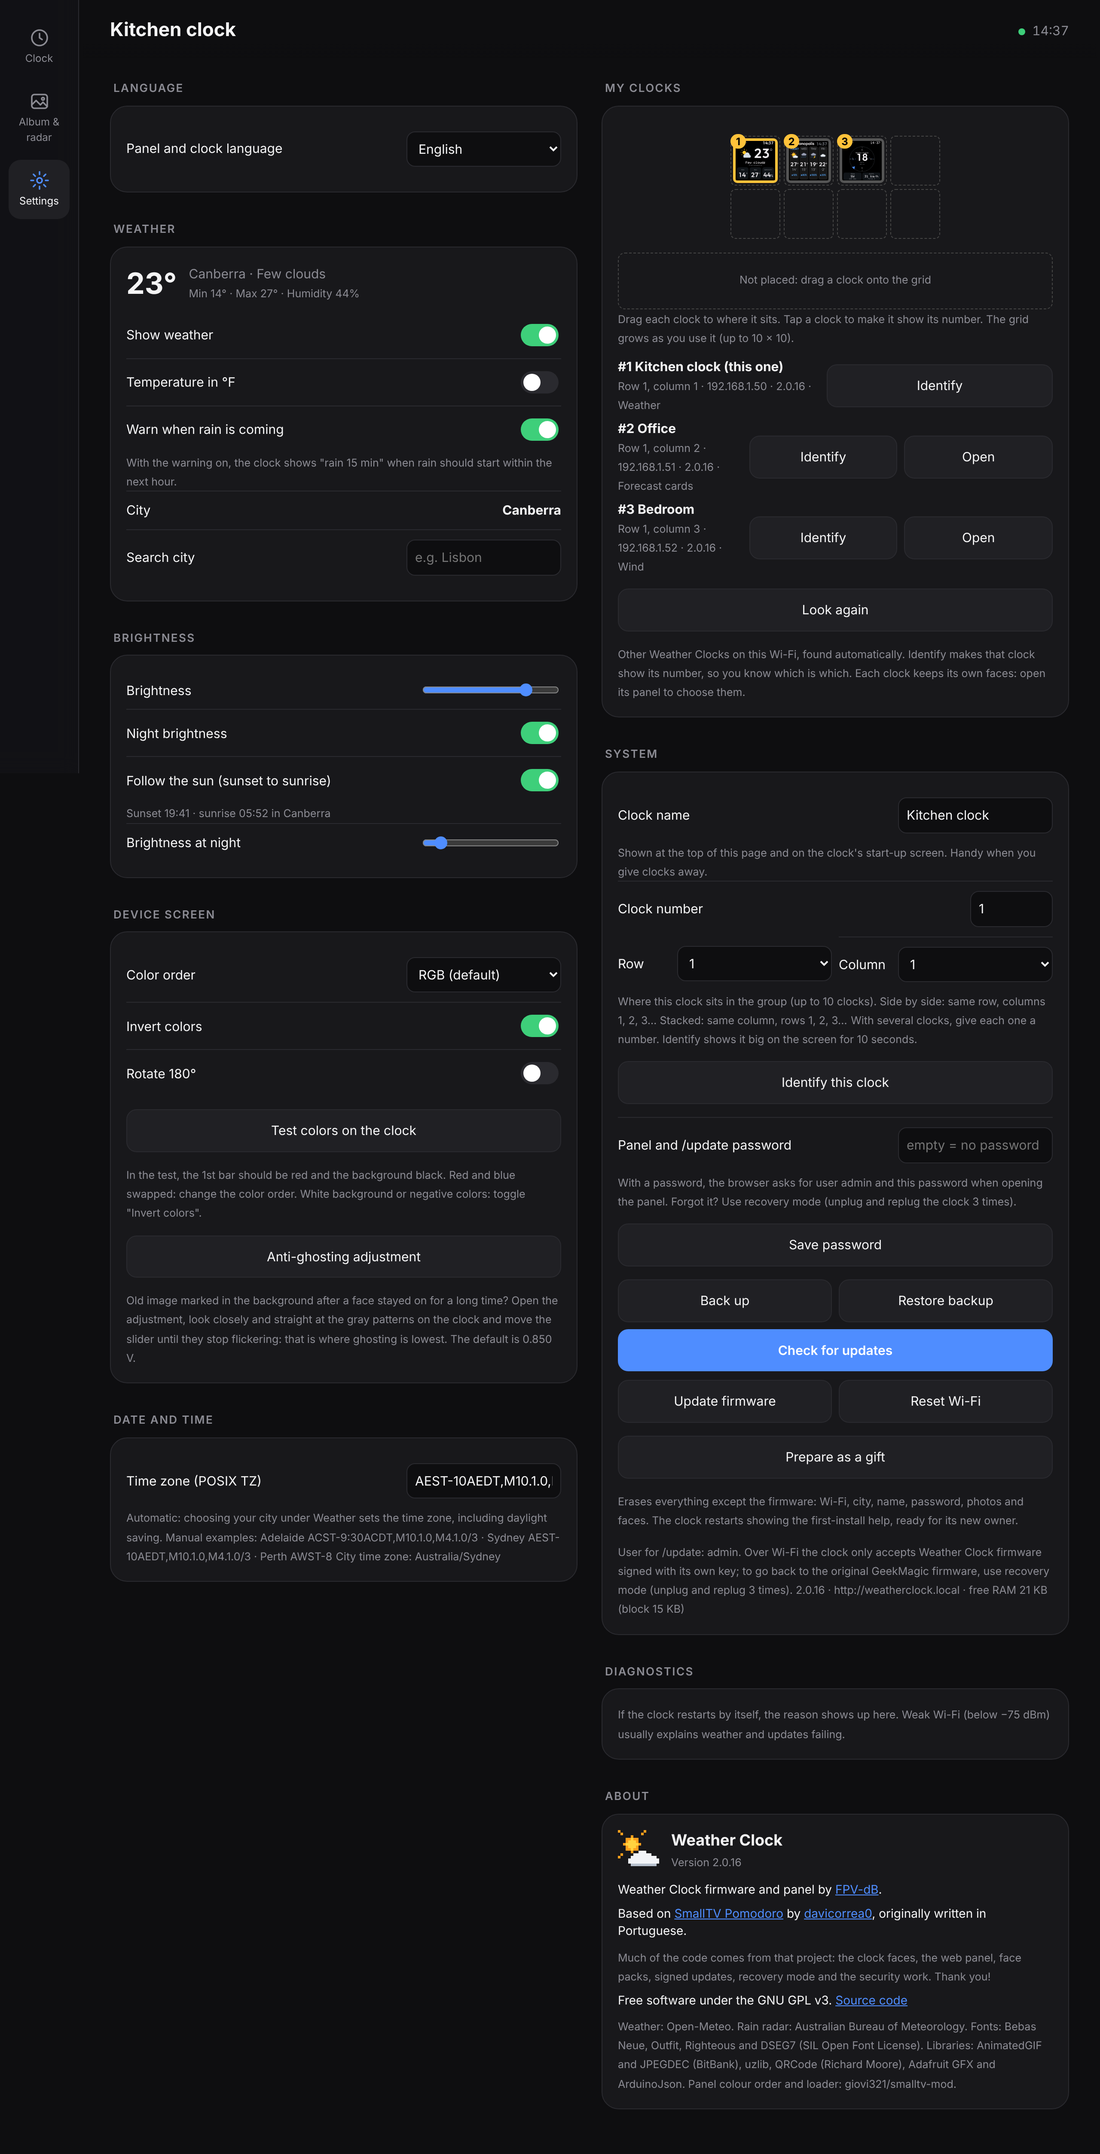 Kitchen clock
14:37
Clock
Album &
radar
Settings
LANGUAGE
Panel and clock language
English
WEATHER
23°
Canberra · Few clouds
Min 14° · Max 27° · Humidity 44%
Show weather
Temperature in °F
Warn when rain is coming
With the warning on, the clock shows "rain 15 min" when rain should start within the
next hour.
City
Canberra
Search city
e.g. Lisbon
BRIGHTNESS
Brightness
Night brightness
Follow the sun (sunset to sunrise)
Sunset 19:41 · sunrise 05:52 in Canberra
Brightness at night
DEVICE SCREEN
Color order
RGB (default)
Invert colors
Rotate 180°
Test colors on the clock
In the test, the 1st bar should be red and the background black. Red and blue
swapped: change the color order. White background or negative colors: toggle
"Invert colors".
Anti-ghosting adjustment
Old image marked in the background after a face stayed on for a long time? Open the
adjustment, look closely and straight at the gray patterns on the clock and move the
slider until they stop flickering: that is where ghosting is lowest. The default is 0.850
V.
DATE AND TIME
Time zone (POSIX TZ)
AEST-10AEDT,M10.1.0,
Automatic: choosing your city under Weather sets the time zone, including daylight
saving. Manual examples: Adelaide ACST-9:30ACDT,M10.1.0,M4.1.0/3 · Sydney AEST-
10AEDT,M10.1.0,M4.1.0/3 · Perth AWST-8 City time zone: Australia/Sydney
MY CLOCKS
1
2
3
23
18
14 27 44
27 21 19 22
Not placed: drag a clock onto the grid
Drag each clock to where it sits. Tap a clock to make it show its number. The grid
grows as you use it (up to 10 × 10).
#1 Kitchen clock (this one)
Row 1, column 1 · 192.168.1.50 · 2.0.16 ·
Weather
Identify
#2 Office
Row 1, column 2 ·
192.168.1.51 · 2.0.16 ·
Forecast cards
Identify
Open
#3 Bedroom
Row 1, column 3 ·
192.168.1.52 · 2.0.16 ·
Wind
Identify
Open
Look again
Other Weather Clocks on this Wi-Fi, found automatically. Identify makes that clock
show its number, so you know which is which. Each clock keeps its own faces: open
its panel to choose them.
SYSTEM
Clock name
Kitchen clock
Shown at the top of this page and on the clock's start-up screen. Handy when you
give clocks away.
Clock number
1
Row
1
Column
1
Where this clock sits in the group (up to 10 clocks). Side by side: same row, columns
1, 2, 3... Stacked: same column, rows 1, 2, 3... With several clocks, give each one a
number. Identify shows it big on the screen for 10 seconds.
Identify this clock
Panel and /update password
empty = no password
With a password, the browser asks for user admin and this password when opening
the panel. Forgot it? Use recovery mode (unplug and replug the clock 3 times).
Save password
Back up
Restore backup
Check for updates
Update firmware
Reset Wi-Fi
Prepare as a gift
Erases everything except the firmware: Wi-Fi, city, name, password, photos and
faces. The clock restarts showing the first-install help, ready for its new owner.
User for /update: admin. Over Wi-Fi the clock only accepts Weather Clock firmware
signed with its own key; to go back to the original GeekMagic firmware, use recovery
mode (unplug and replug 3 times). 2.0.16 · http://weatherclock.local · free RAM 21 KB
(block 15 KB)
DIAGNOSTICS
If the clock restarts by itself, the reason shows up here. Weak Wi-Fi (below −75 dBm)
usually explains weather and updates failing.
ABOUT
Weather Clock
Version 2.0.16
Weather Clock firmware and panel by FPV-dB.
Based on SmallTV Pomodoro by davicorrea0, originally written in
Portuguese.
Much of the code comes from that project: the clock faces, the web panel, face
packs, signed updates, recovery mode and the security work. Thank you!
Free software under the GNU GPL v3. Source code
Weather: Open-Meteo. Rain radar: Australian Bureau of Meteorology. Fonts: Bebas
Neue, Outfit, Righteous and DSEG7 (SIL Open Font License). Libraries: AnimatedGIF
and JPEGDEC (BitBank), uzlib, QRCode (Richard Moore), Adafruit GFX and
ArduinoJson. Panel colour order and loader: giovi321/smalltv-mod.